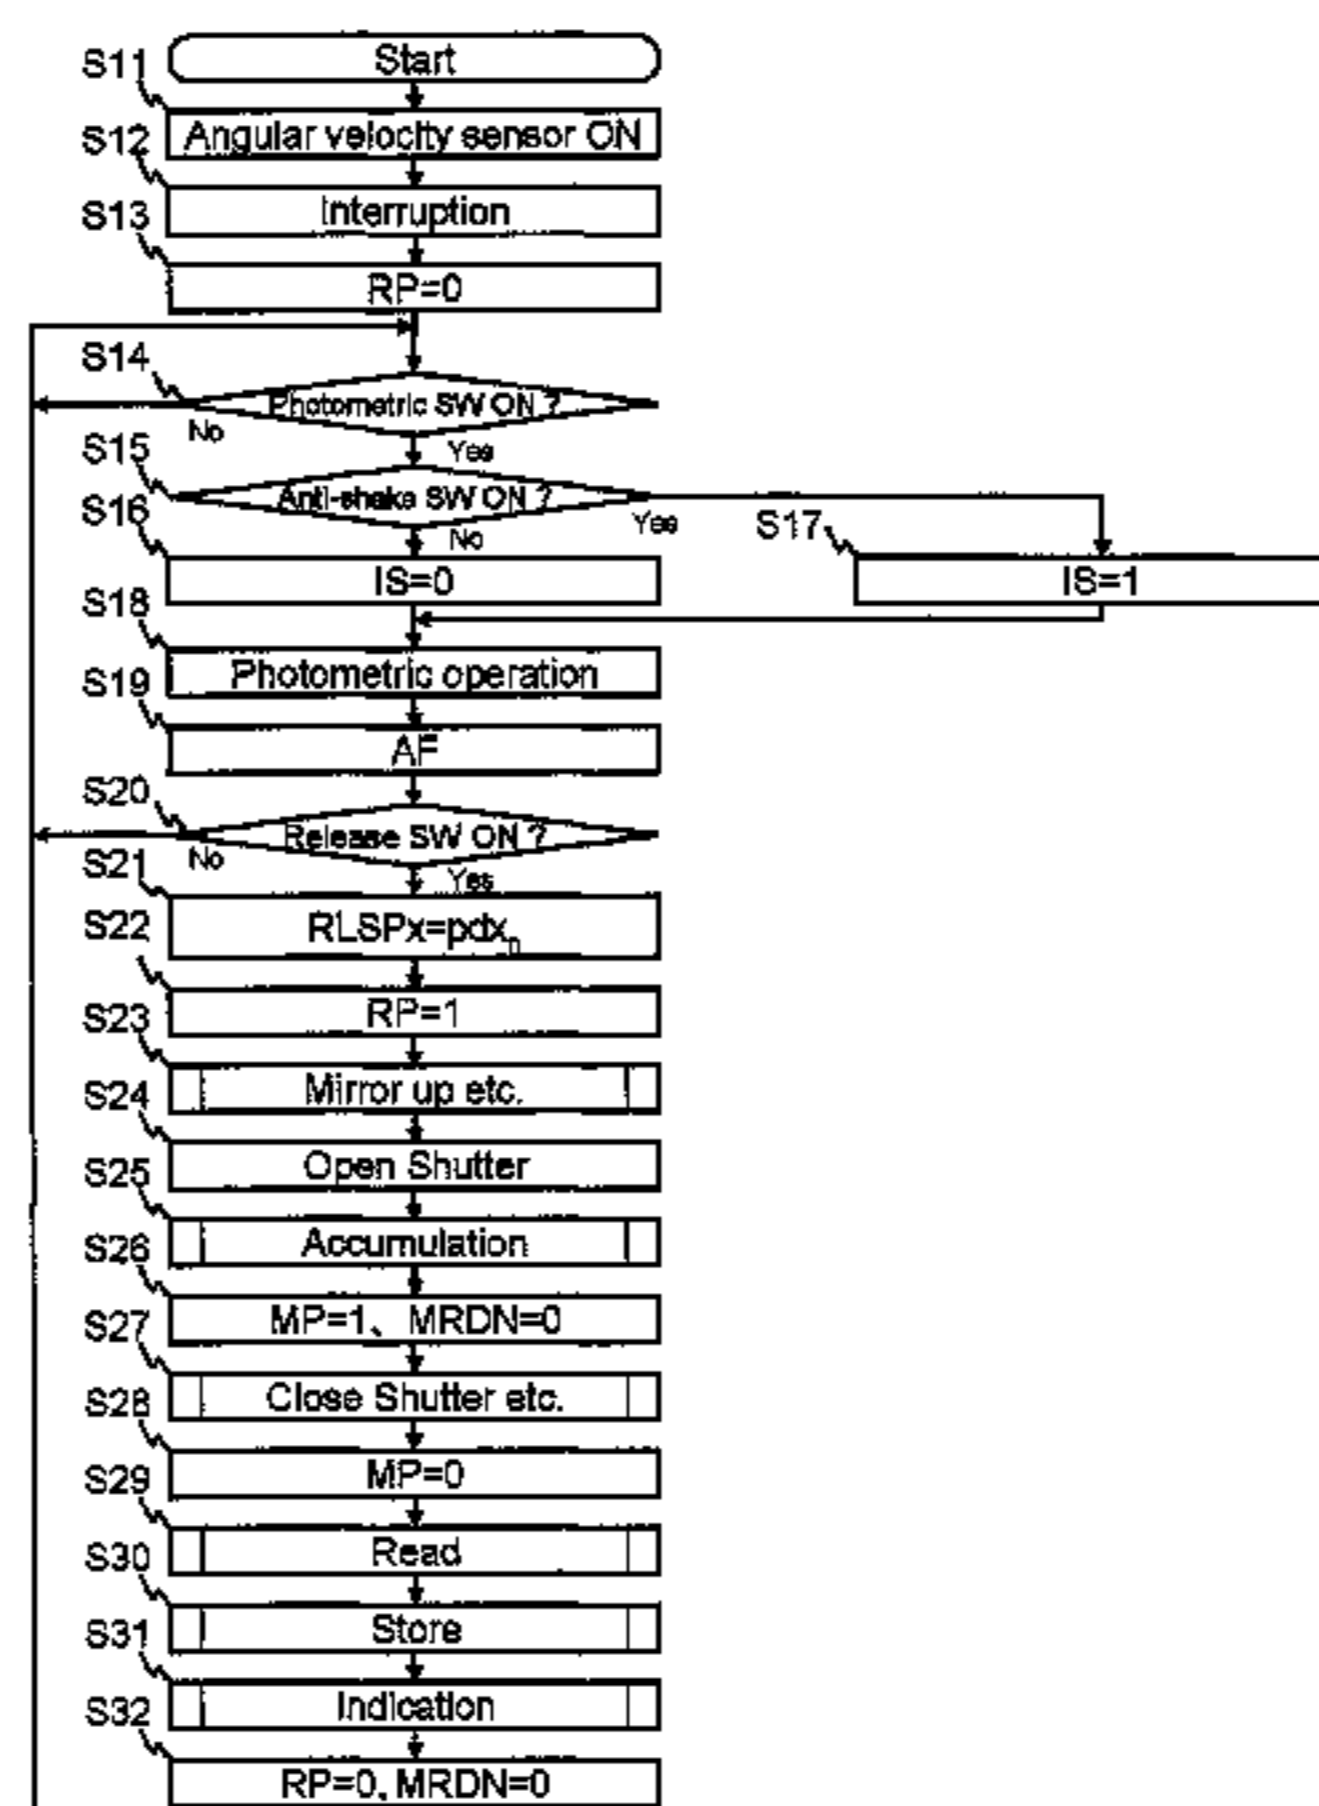 Start
S11
Angular velocity sensor ON
S12
Interruption
S13
RP=0
S14
Photometric SW ON ?
No
Yes
S15
Anti-shake SW ON ?
Yes
No
S16
IS=0
S17
IS=1
S18
Photometric operation
S19
AF
S20
Release SW ON ?
No
Yes
S21
RLSPx=pdx
S22
RP=1
S23
Mirror up etc.
S24
Open Shutter
S25
Accumulation
S26
MP=1、MRDN=0
S27
Close Shutter etc.
S28
MP=0
S29
Read
S30
Store
S31
Indication
S32
RP=0, MRDN=0